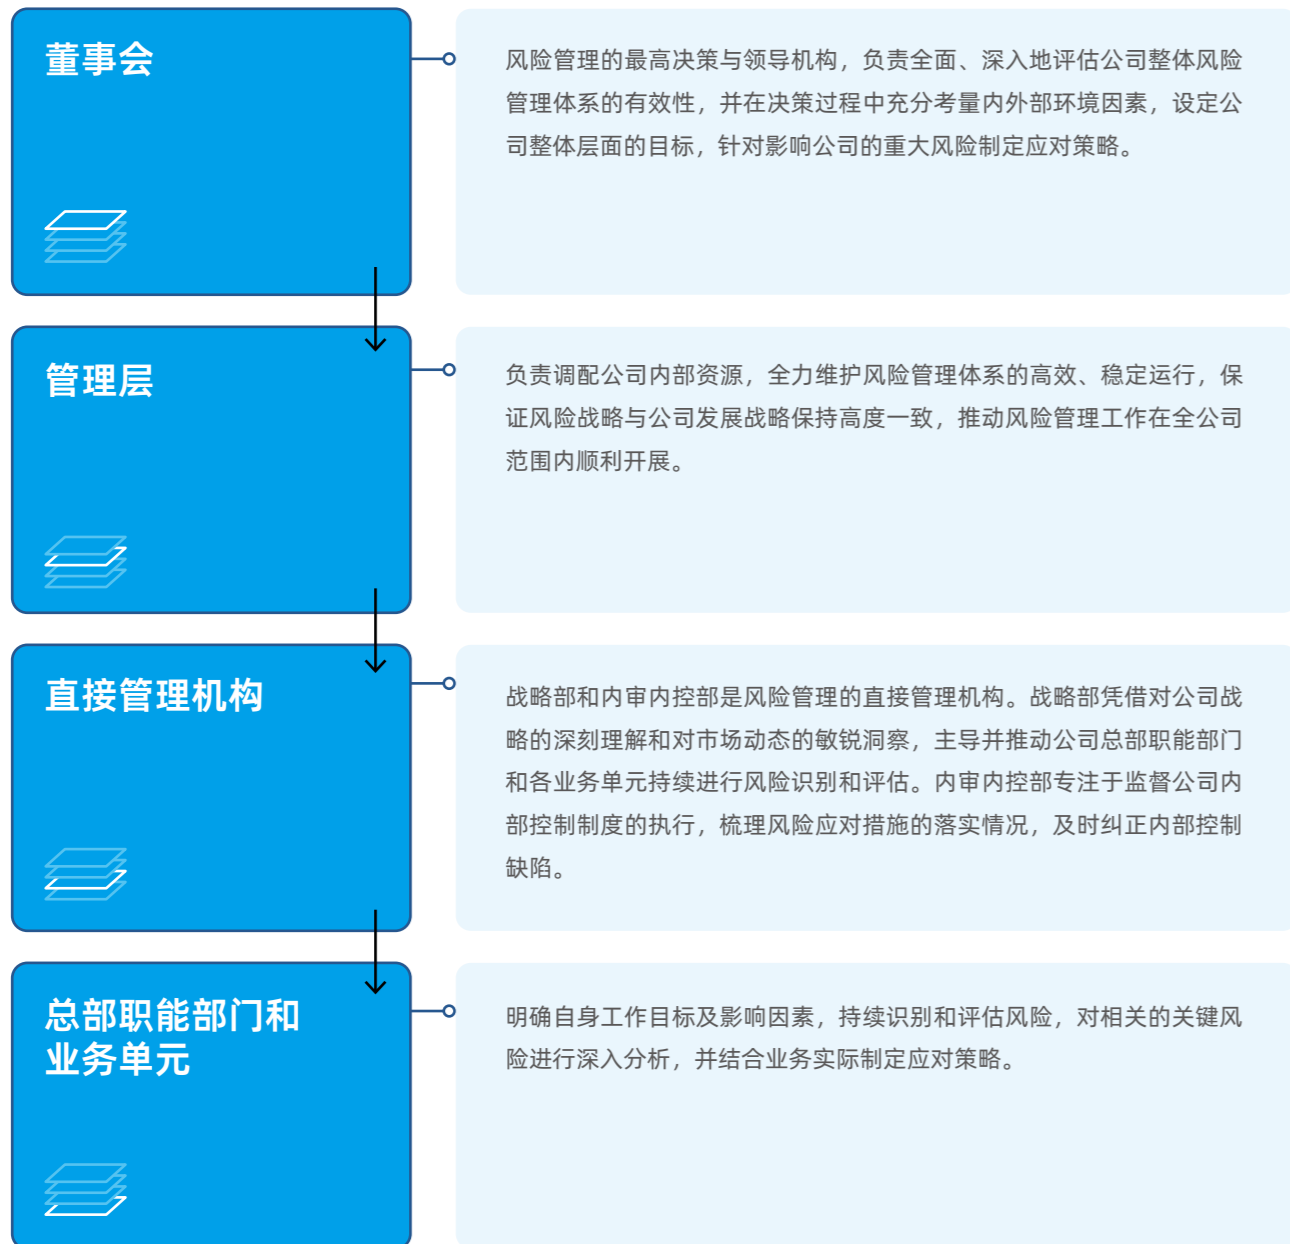 董事会
风险管理的最高决策与领导机构，负责全面、深入地评估公司整体风险
管理体系的有效性，并在决策过程中充分考量内外部环境因素，设定公
司整体层面的目标，针对影响公司的重大风险制定应对策略。
管理层
负责调配公司内部资源，全力维护风险管理体系的高效、稳定运行，保
证风险战略与公司发展战略保持高度一致，推动风险管理工作在全公司
范围内顺利开展。
直接管理机构
战略部和内审内控部是风险管理的直接管理机构。战略部凭借对公司战
略的深刻理解和对市场动态的敏锐洞察，主导并推动公司总部职能部门
和各业务单元持续进行风险识别和评估。内审内控部专注于监督公司内
部控制制度的执行，梳理风险应对措施的落实情况，及时纠正内部控制
缺陷。
总部职能部门和
业务单元
明确自身工作目标及影响因素，持续识别和评估风险，对相关的关键风
险进行深入分析，并结合业务实际制定应对策略。